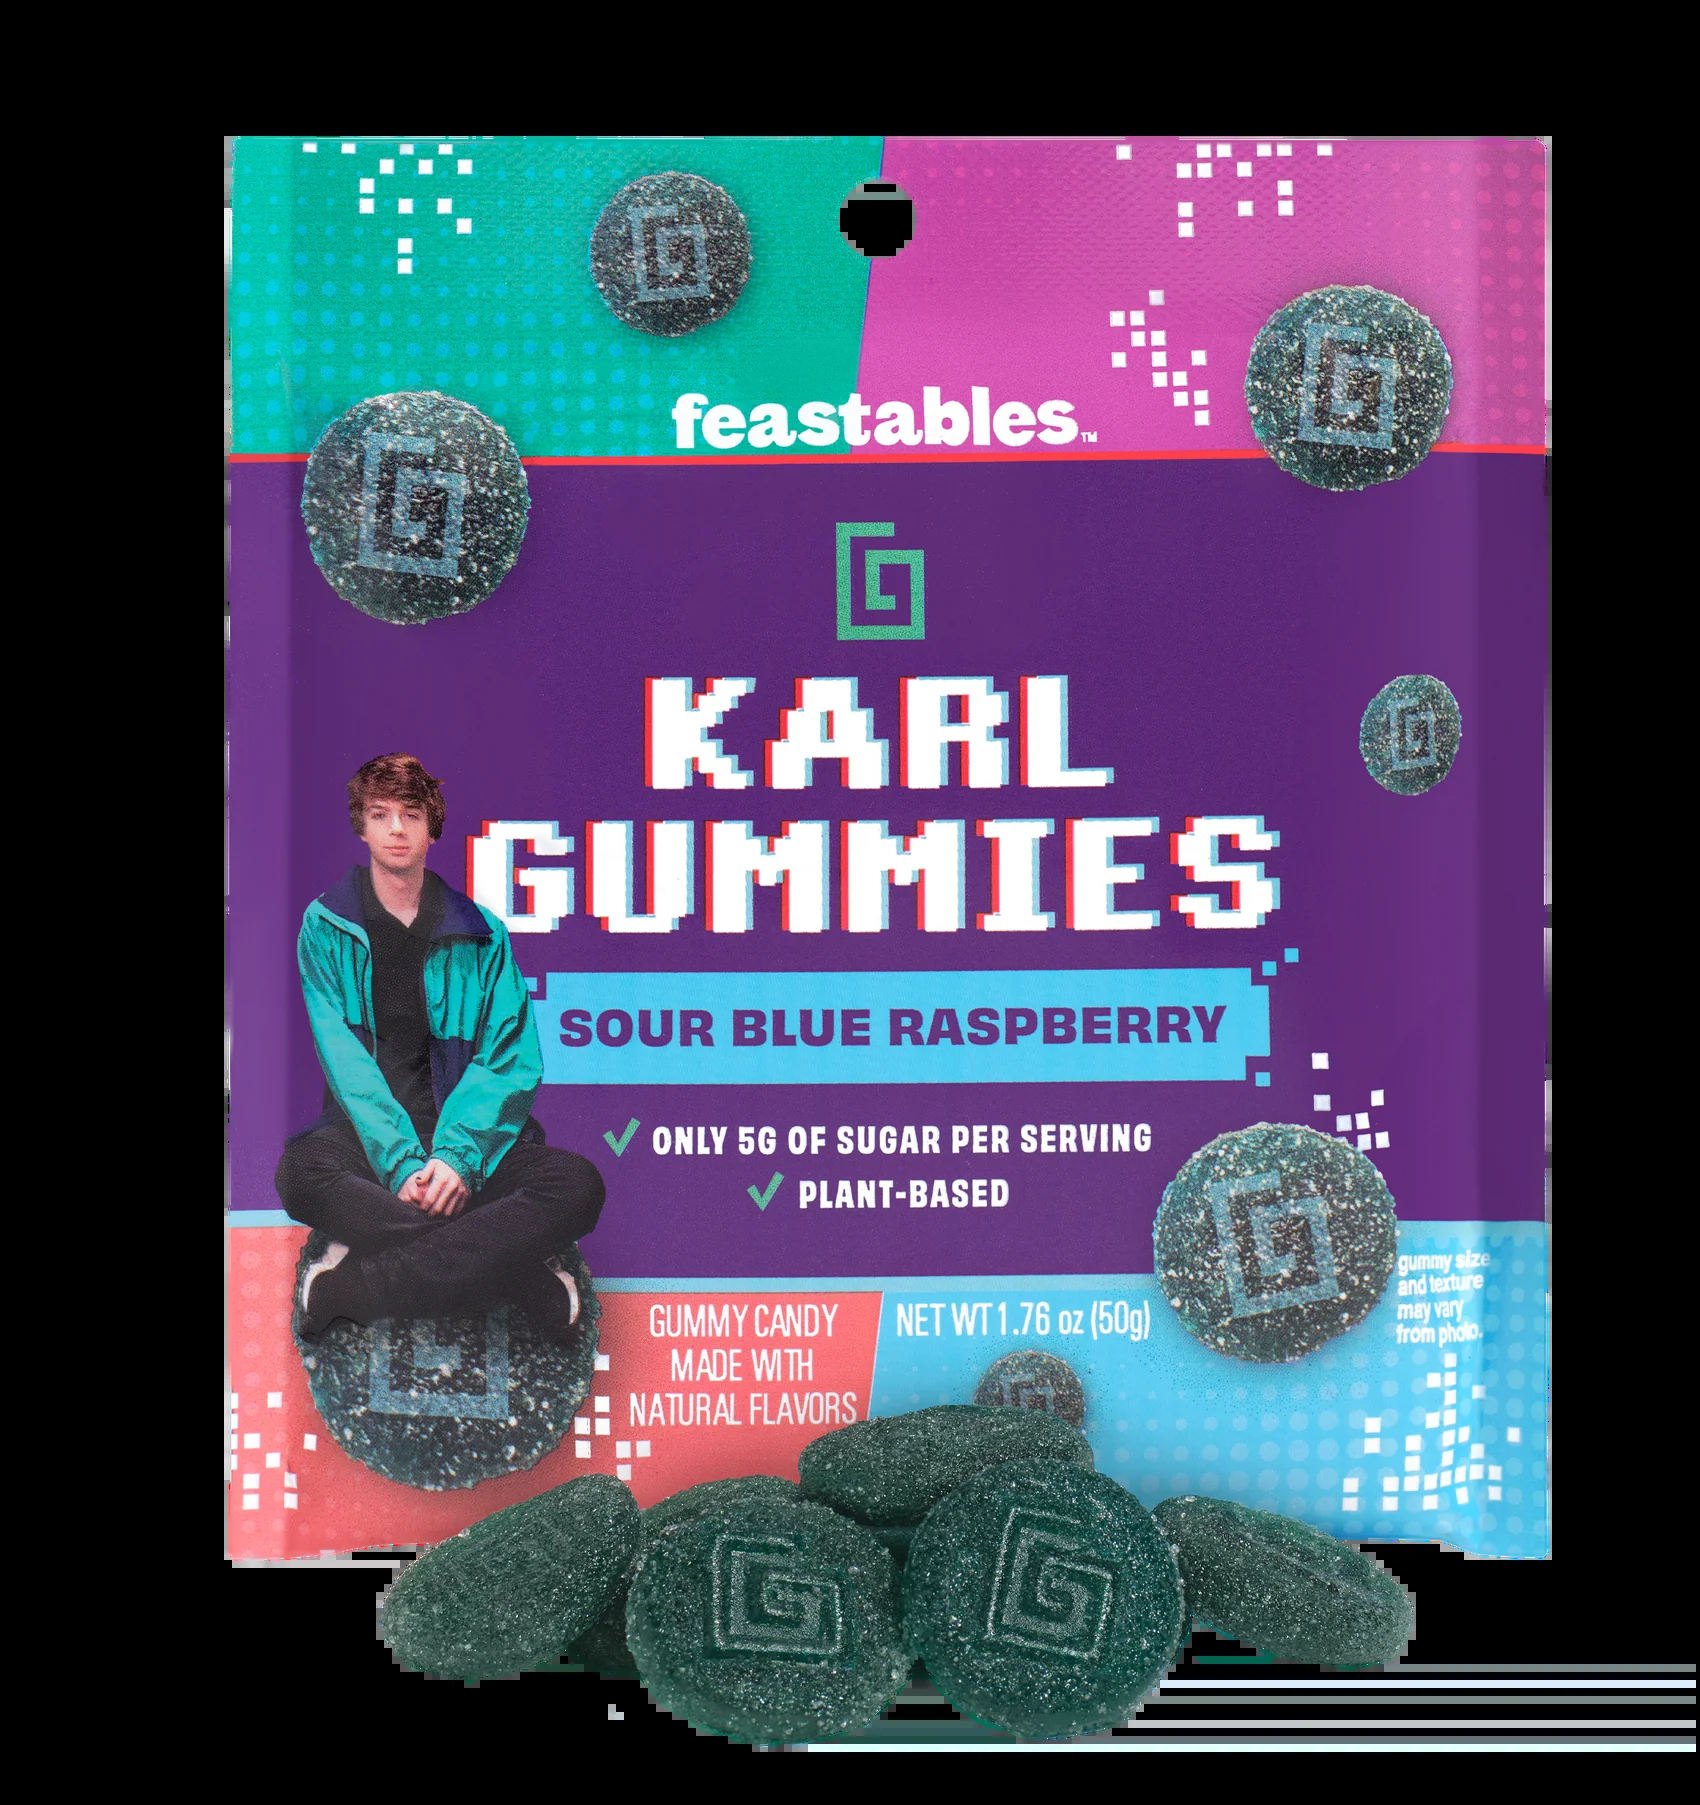 feastables™
KARL
GUMMIES
SOUR BLUE RASPBERRY
ONLY 5G OF SUGAR PER SERVING
PLANT-BASED
GUMMY CANDY
MADE WITH
NATURAL FLAVORS
NET WT 1.76 oz (50g)
gummy size
and texture
may vary
from photo.